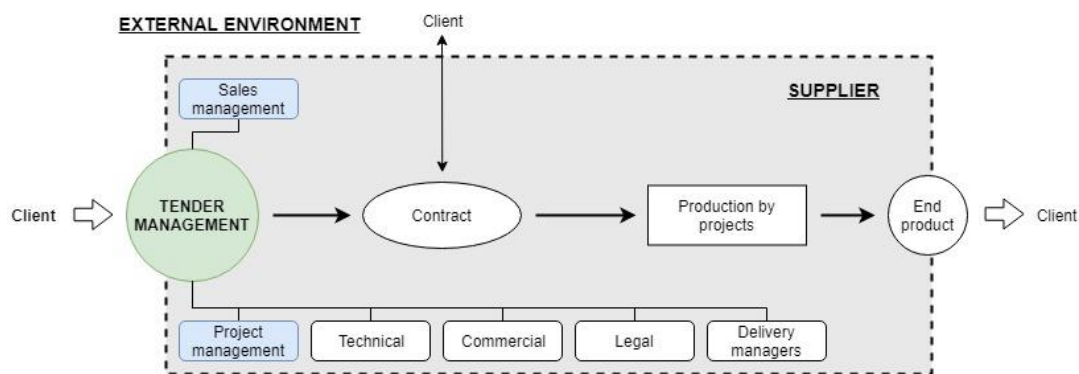 EXTERNAL ENVIRONMENT
Client
Sales
management
SUPPLIER
Client
TENDER
MANAGEMENT
Contract
Production by
projects
End
product
Client
Project
management
Technical
Commercial
Legal
Delivery
managers